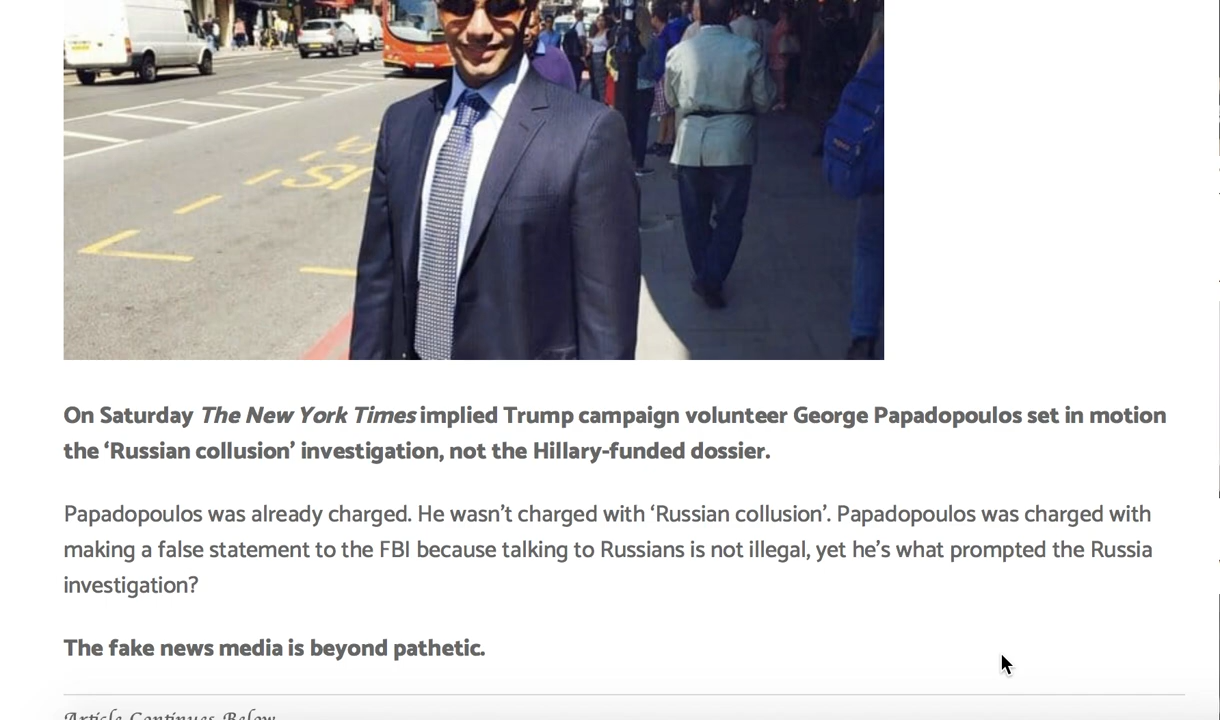 On Saturday The New York Times implied Trump campaign volunteer George Papadopoulos set in motion
the ‘Russian collusion’ investigation, not the Hillary-funded dossier.
Papadopoulos was already charged. He wasn’t charged with ‘Russian collusion’. Papadopoulos was charged with
making a false statement to the FBI because talking to Russians is not illegal, yet he’s what prompted the Russia
investigation?
The fake news media is beyond pathetic.
Article Continues Below